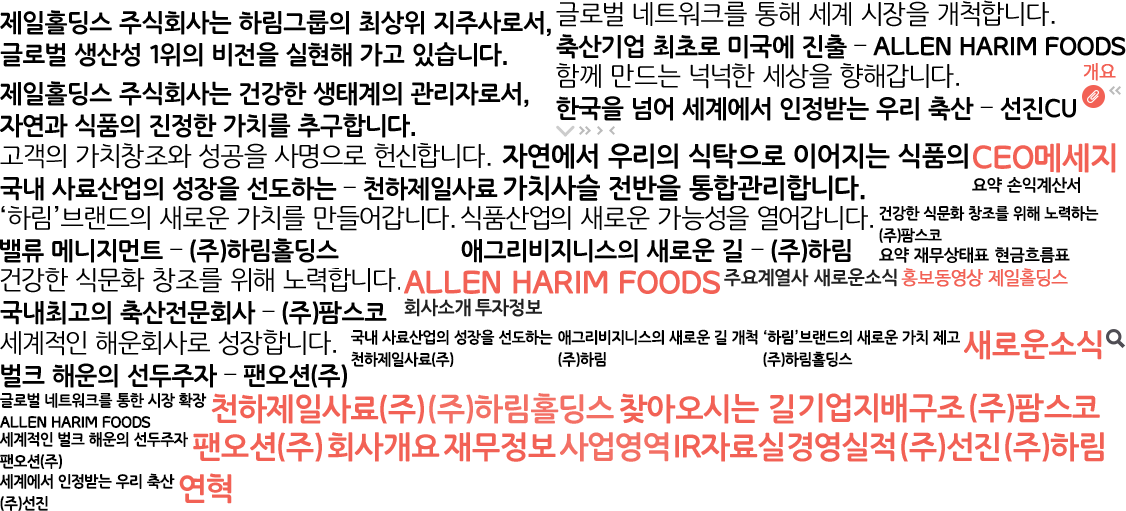 제일홀딩스 주식회사는 하림그룹의 최상위 지주사로서,
글로벌 생산성 1위의 비전을 실현해 가고 있습니다.
글로벌 네트워크를 통해 세계 시장을 개척합니다.
축산기업 최초로 미국에 진출 – ALLEN HARIM FOODS
함께 만드는 넉넉한 세상을 향해갑니다.
한국을 넘어 세계에서 인정받는 우리 축산 – 선진CU
개요
제일홀딩스 주식회사는 건강한 생태계의 관리자로서,
자연과 식품의 진정한 가치를 추구합니다.
고객의 가치창조와 성공을 사명으로 헌신합니다.
국내 사료산업의 성장을 선도하는 – 천하제일사료
자연에서 우리의 식탁으로 이어지는 식품의
가치사슬 전반을 통합관리합니다.
CEO메세지
요약 손익계산서
‘하림’브랜드의 새로운 가치를 만들어갑니다.
밸류 메니지먼트 – (주)하림홀딩스
식품산업의 새로운 가능성을 열어갑니다.
애그리비지니스의 새로운 길 – (주)하림
건강한 식문화 창조를 위해 노력하는
(주)팜스코
요약 재무상태표 현금흐름표
건강한 식문화 창조를 위해 노력합니다.
국내최고의 축산전문회사 – (주)팜스코
ALLEN HARIM FOODS
주요계열사 새로운소식 홍보동영상 제일홀딩스
회사소개 투자정보
세계적인 해운회사로 성장합니다.
벌크 해운의 선두주자 – 팬오션(주)
국내 사료산업의 성장을 선도하는
천하제일사료(주)
애그리비지니스의 새로운 길 개척
(주)하림
‘하림’브랜드의 새로운 가치 제고
(주)하림홀딩스
새로운소식
글로벌 네트워크를 통한 시장 확장
ALLEN HARIM FOODS
천하제일사료(주) (주)하림홀딩스 찾아오시는 길 기업지배구조 (주)팜스코
세계적인 벌크 해운의 선두주자
팬오션(주)
팬오션(주) 회사개요 재무정보 사업영역 IR자료실 경영실적 (주)선진 (주)하림
세계에서 인정받는 우리 축산
(주)선진
연혁